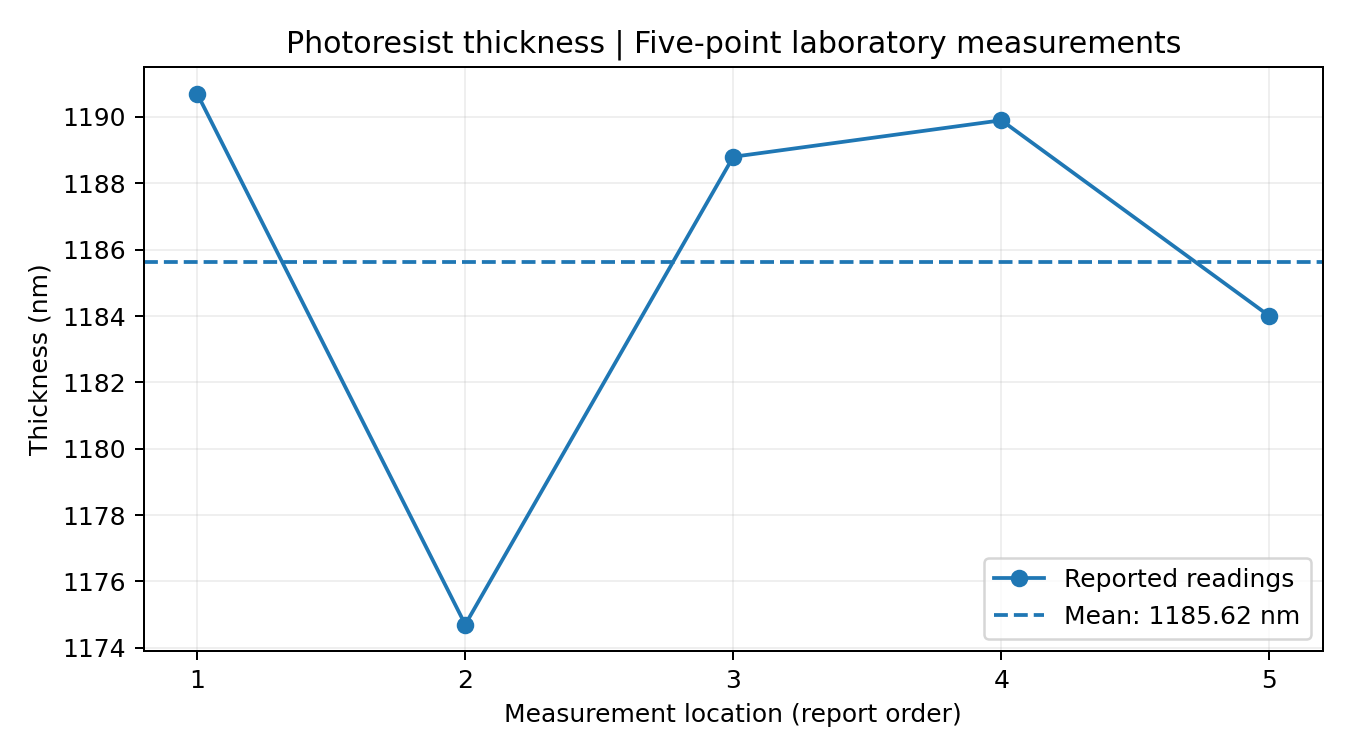 Photoresist thickness | Five-point laboratory measurements
Thickness (nm)
1190
1188
1186
1184
1182
1180
1178
1176
1174
Reported readings
Mean: 1185.62 nm
1 2 3 4 5
Measurement location (report order)